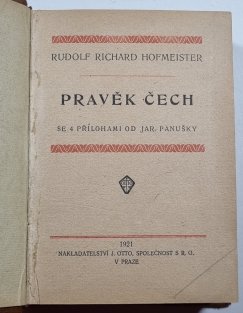 RUDOLF RICHARD HOFMEISTER
PRAVĚK ČECH
SE 4 PŘÍLOHAMI OD JAR. PANUŠKY
1921
NAKLADATELSTVÍ J. OTTO, SPOLEČNOST S R. O.
V PRAZE